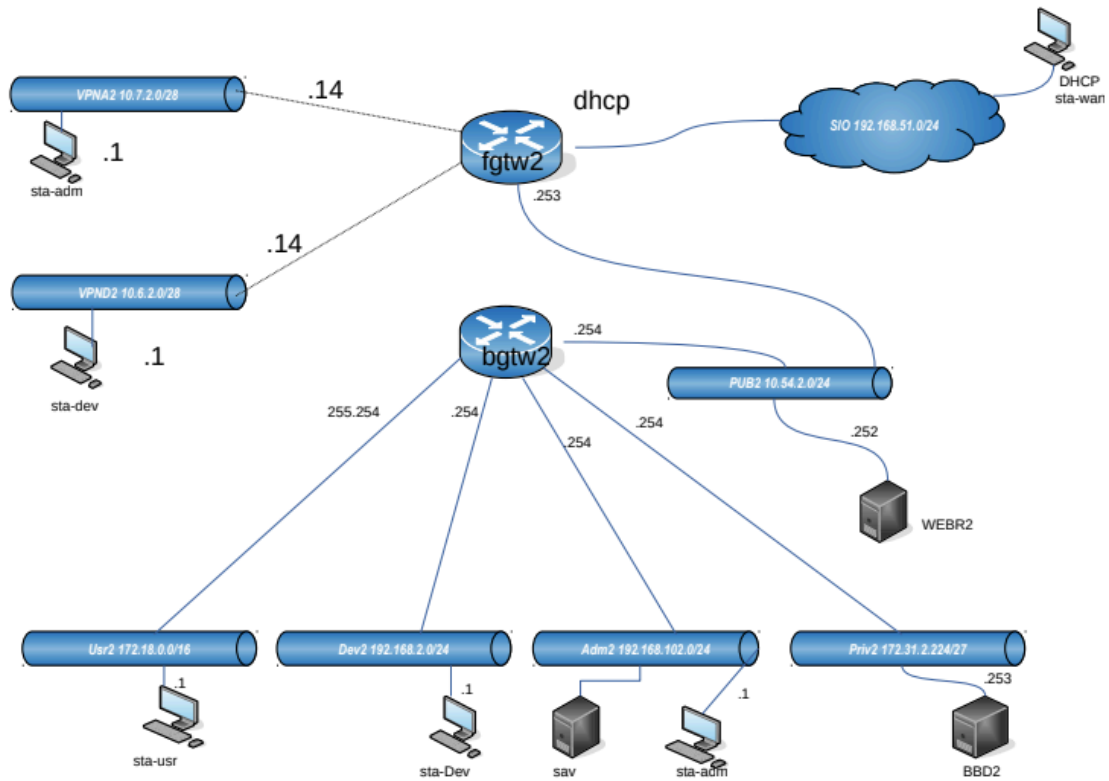 DHCP
sta-wan
VPNA2 10.7.2.0/28
.14
dhcp
SIO 192.168.51.0/24
.1
sta-adm
fgtw2
.253
.14
VPND2 10.6.2.0/28
.1
sta-dev
bgtw2
.254
PUB2 10.54.2.0/24
255.254
.254
.254
.254
.252
WEBR2
Usr2 172.18.0.0/16
Dev2 192.168.2.0/24
Adm2 192.168.102.0/24
Priv2 172.31.2.224/27
.1
.1
.1
.253
sta-usr
sta-Dev
sav
sta-adm
BBD2